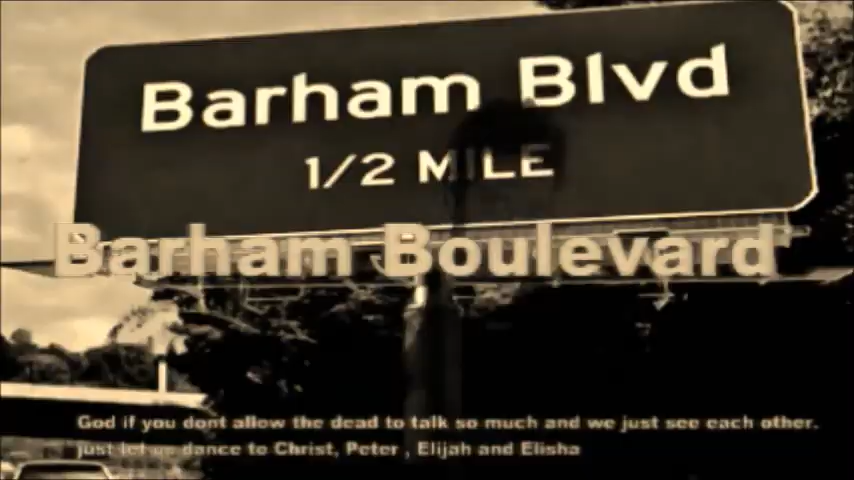 Barham Blvd
1/2 MILE
Barham Boulevard
God if you dont allow the dead to talk so much and we just see each other.
just let us dance to Christ, Peter , Elijah and Elisha